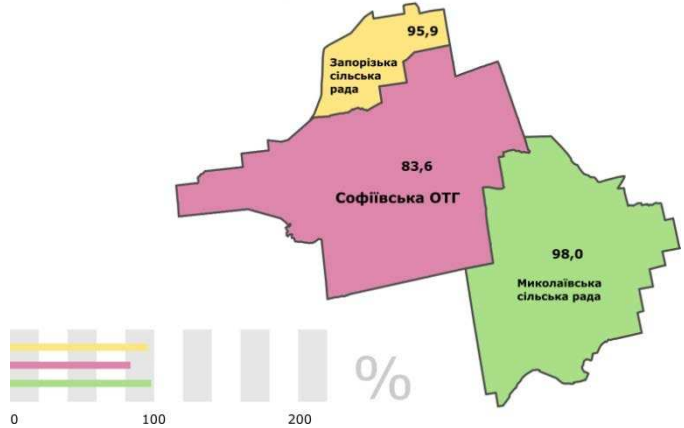 95,9
Запорізька
сільська
рада
83,6
Софіївська ОТГ
98,0
Миколаївська
сільська рада
%
0 100 200